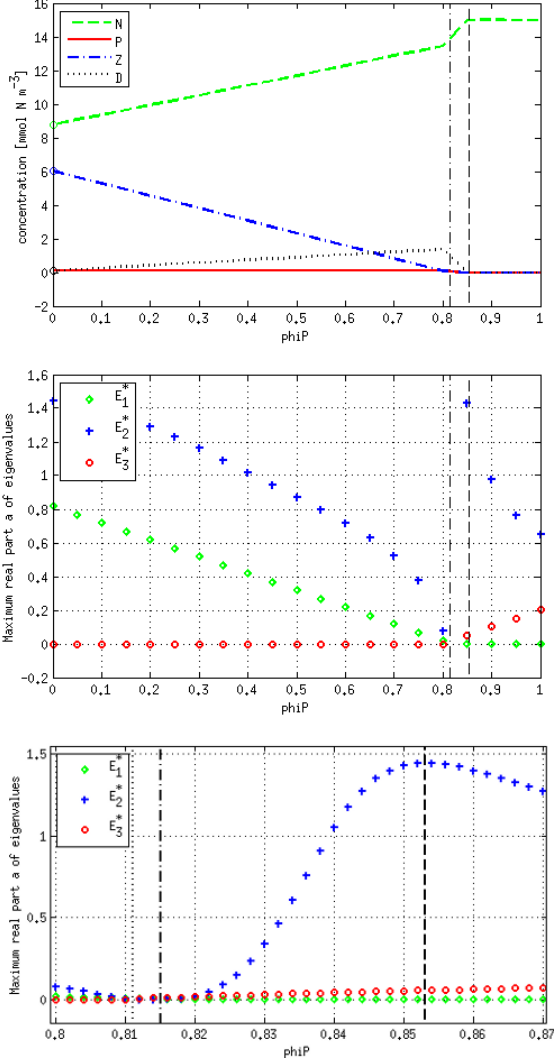 16
14
12
10
8
6
4
2
0
-2
concentration [mmol N m-3]
N
P
Z
D
0 0.1 0.2 0.3 0.4 0.5 0.6 0.7 0.8 0.9 1
phiP
1.6
1.4
1.2
1
0.8
0.6
0.4
0.2
0
-0.2
Maximum real part a of eigenvalues
E1*
E2*
E3*
0 0.1 0.2 0.3 0.4 0.5 0.6 0.7 0.8 0.9 1
phiP
1.5
1
0.5
0
Maximum real part a of eigenvalues
E1*
E2*
E3*
0.8 0.81 0.82 0.83 0.84 0.85 0.86 0.87
phiP